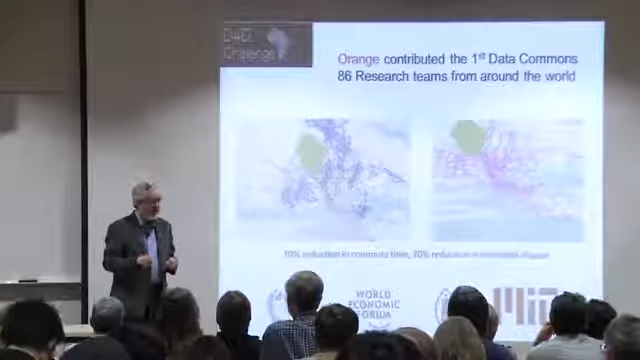 D4D
Challenge
Orange contributed the 1st Data Commons
86 Research teams from around the world
10% reduction in commute time, 20% reduction in
WORLD
ECONOMIC
FORUM
MIT